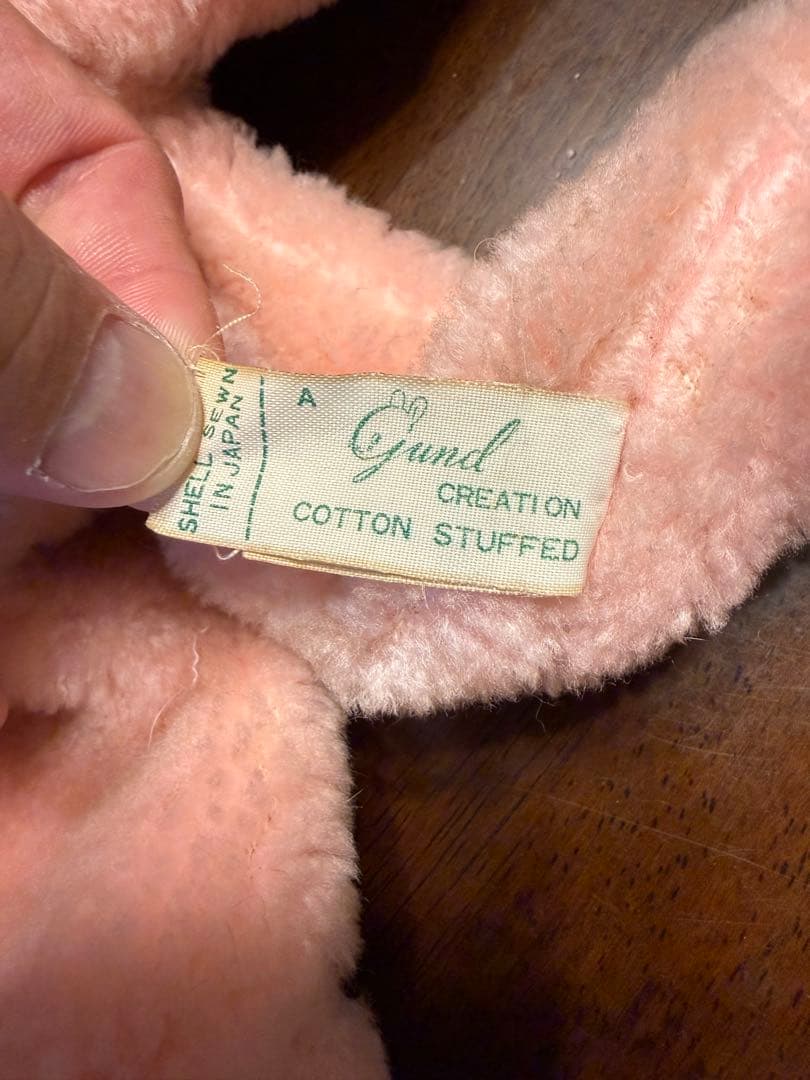 SHELL SEWN
IN JAPAN
A
Gund
CREATION
COTTON STUFFED